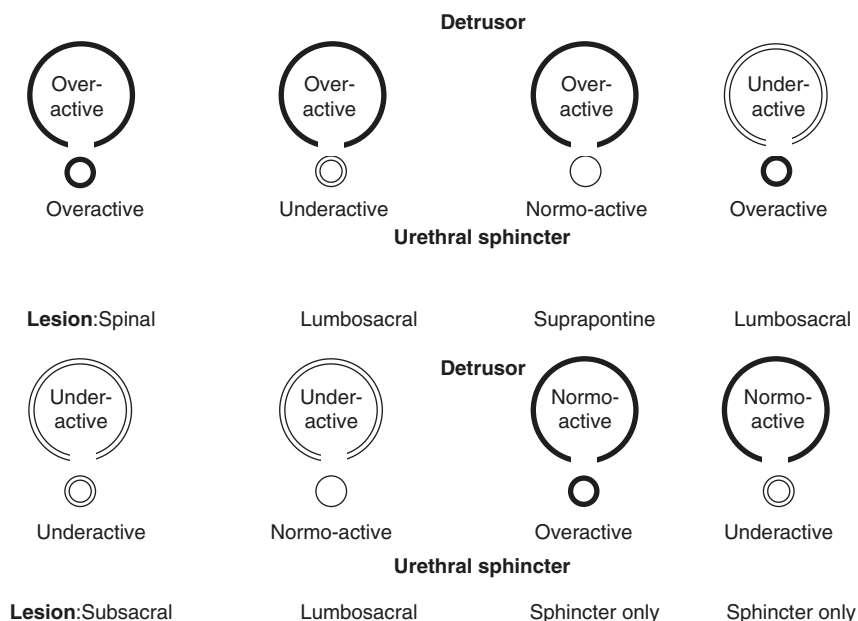 Detrusor
Over- Over- Over- Under-
active active active active
Overactive Underactive Normo-active Overactive
Urethral sphincter
Lesion:Spinal Lumbosacral Suprapontine Lumbosacral
Detrusor
Under- Under- Normo- Normo-
active active active active
Underactive Normo-active Overactive Underactive
Urethral sphincter
Lesion:Subsacral Lumbosacral Sphincter only Sphincter only